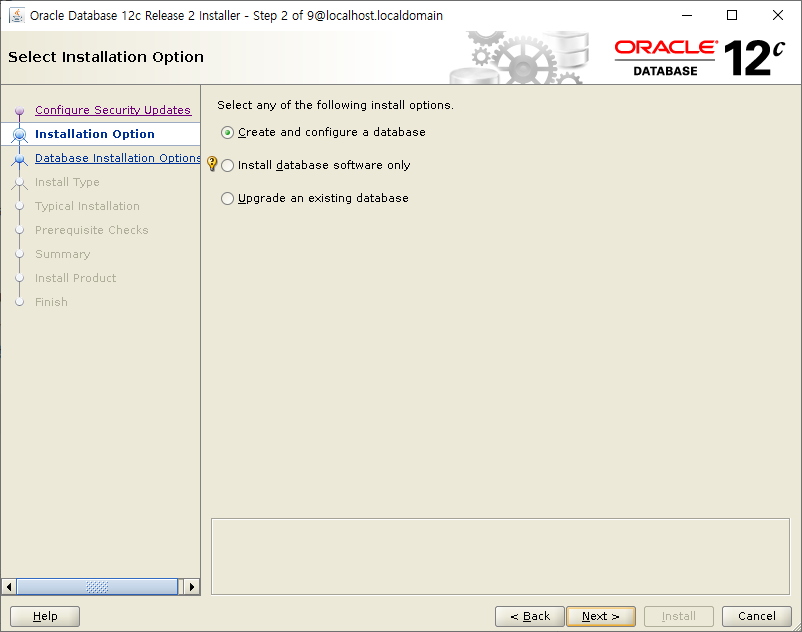 Oracle Database 12c Release 2 Installer - Step 2 of 9@localhost.localdomain
Select Installation Option
ORACLE®
DATABASE
12c
Configure Security Updates
Installation Option
Database Installation Options
Install Type
Typical Installation
Prerequisite Checks
Summary
Install Product
Finish
Select any of the following install options.
Create and configure a database
Install database software only
Upgrade an existing database
Help
< Back
Next >
Install
Cancel